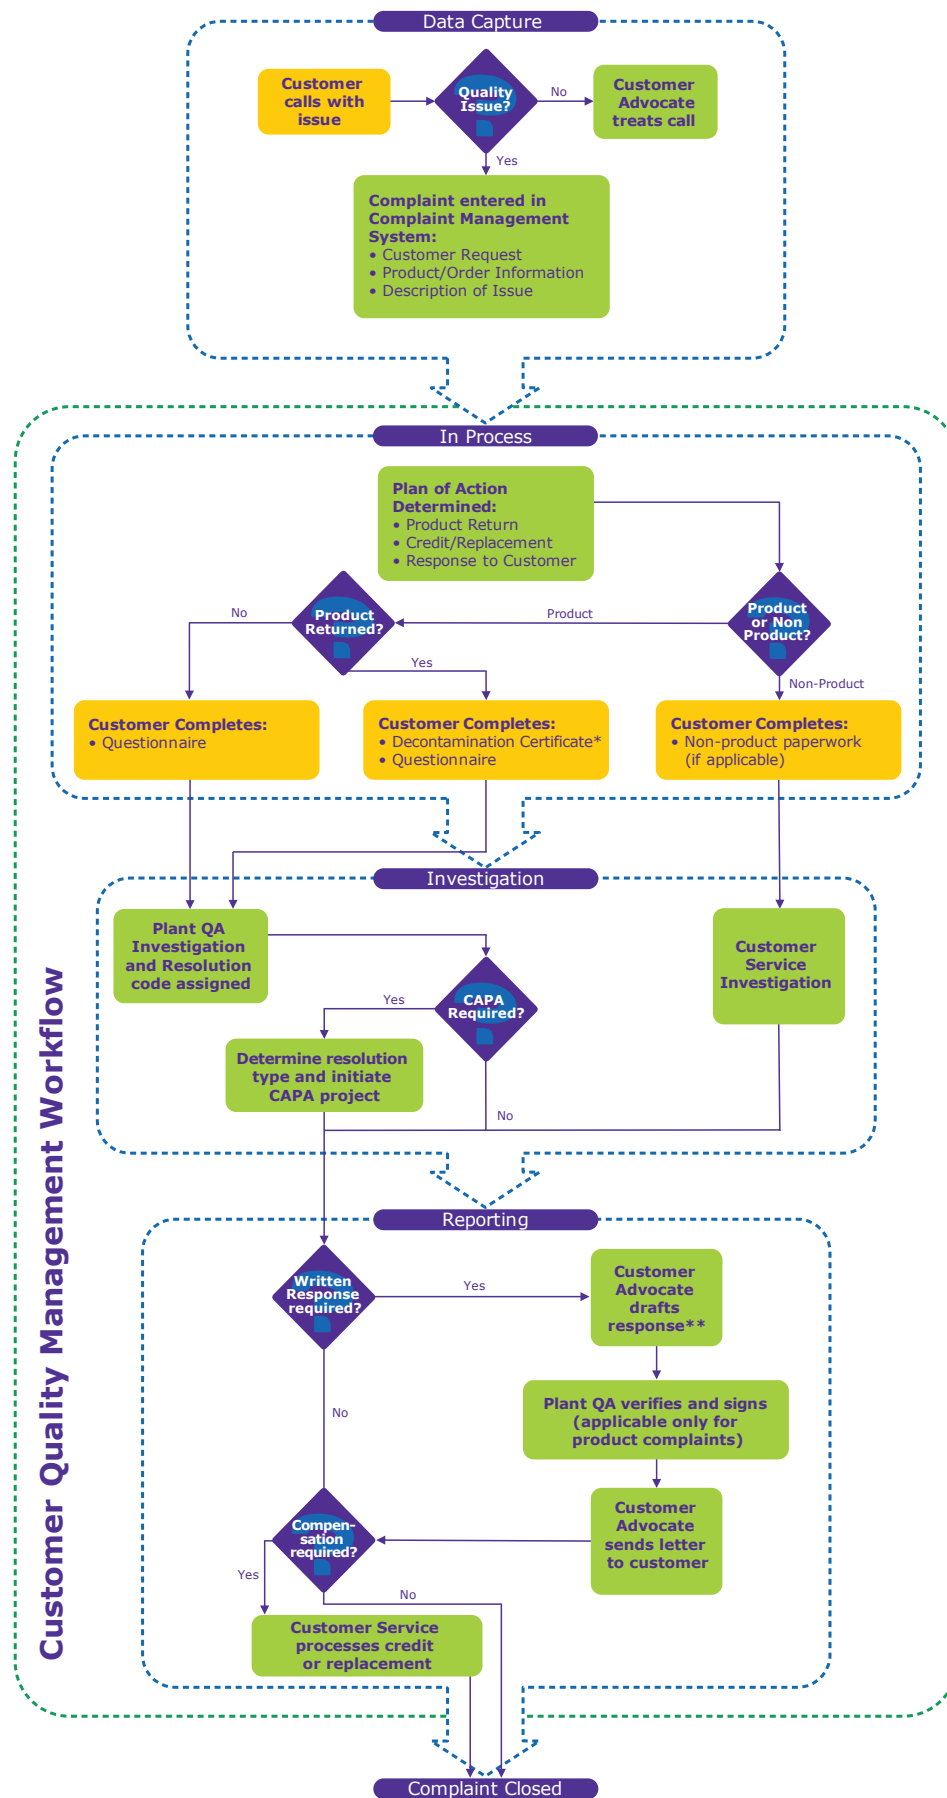 Data Capture
Customer
calls with
issue
Quality
Issue?
No
Customer
Advocate
treats call
Yes
Complaint entered in
Complaint Management
System:
• Customer Request
• Product/Order Information
• Description of Issue
In Process
Plan of Action
Determined:
• Product Return
• Credit/Replacement
• Response to Customer
Product
or Non
Product?
Product
Product
Returned?
No
Yes
Non-Product
Customer Completes:
• Questionnaire
Customer Completes:
• Decontamination Certificate*
• Questionnaire
Customer Completes:
• Non-product paperwork
(if applicable)
Investigation
Plant QA
Investigation
and Resolution
code assigned
CAPA
Required?
Yes
Customer
Service
Investigation
Determine resolution
type and initiate
CAPA project
No
Reporting
Written
Response
required?
Yes
Customer
Advocate
drafts
response**
No
Plant QA verifies and signs
(applicable only for
product complaints)
Customer
Advocate
sends letter
to customer
Compen-
sation
required?
Yes
No
Customer Service
processes credit
or replacement
Complaint Closed
Customer Quality Management Workflow